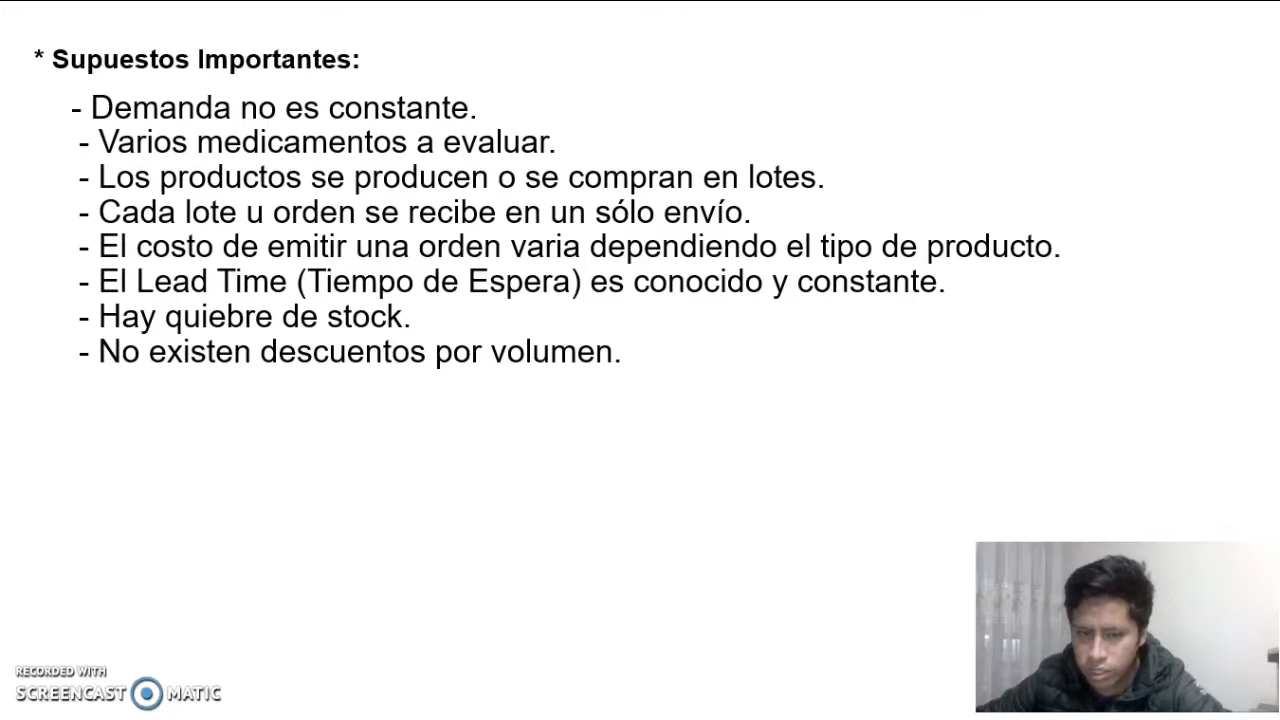 * Supuestos Importantes:
- Demanda no es constante.
- Varios medicamentos a evaluar.
- Los productos se producen o se compran en lotes.
- Cada lote u orden se recibe en un sólo envío.
- El costo de emitir una orden varia dependiendo el tipo de producto.
- El Lead Time (Tiempo de Espera) es conocido y constante.
- Hay quiebre de stock.
- No existen descuentos por volumen.
RECORDED WITH
SCREENCAST MATIC